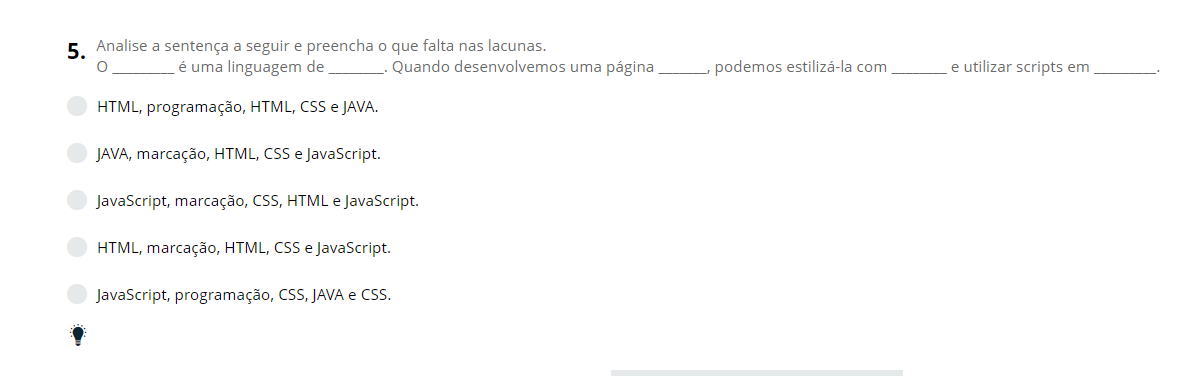 5. Analise a sentença a seguir e preencha o que falta nas lacunas.
O _________ é uma linguagem de ________. Quando desenvolvemos uma página _______, podemos estilizá-la com ________ e utilizar scripts em _________.
HTML, programação, HTML, CSS e JAVA.
JAVA, marcação, HTML, CSS e JavaScript.
JavaScript, marcação, CSS, HTML e JavaScript.
HTML, marcação, HTML, CSS e JavaScript.
JavaScript, programação, CSS, JAVA e CSS.